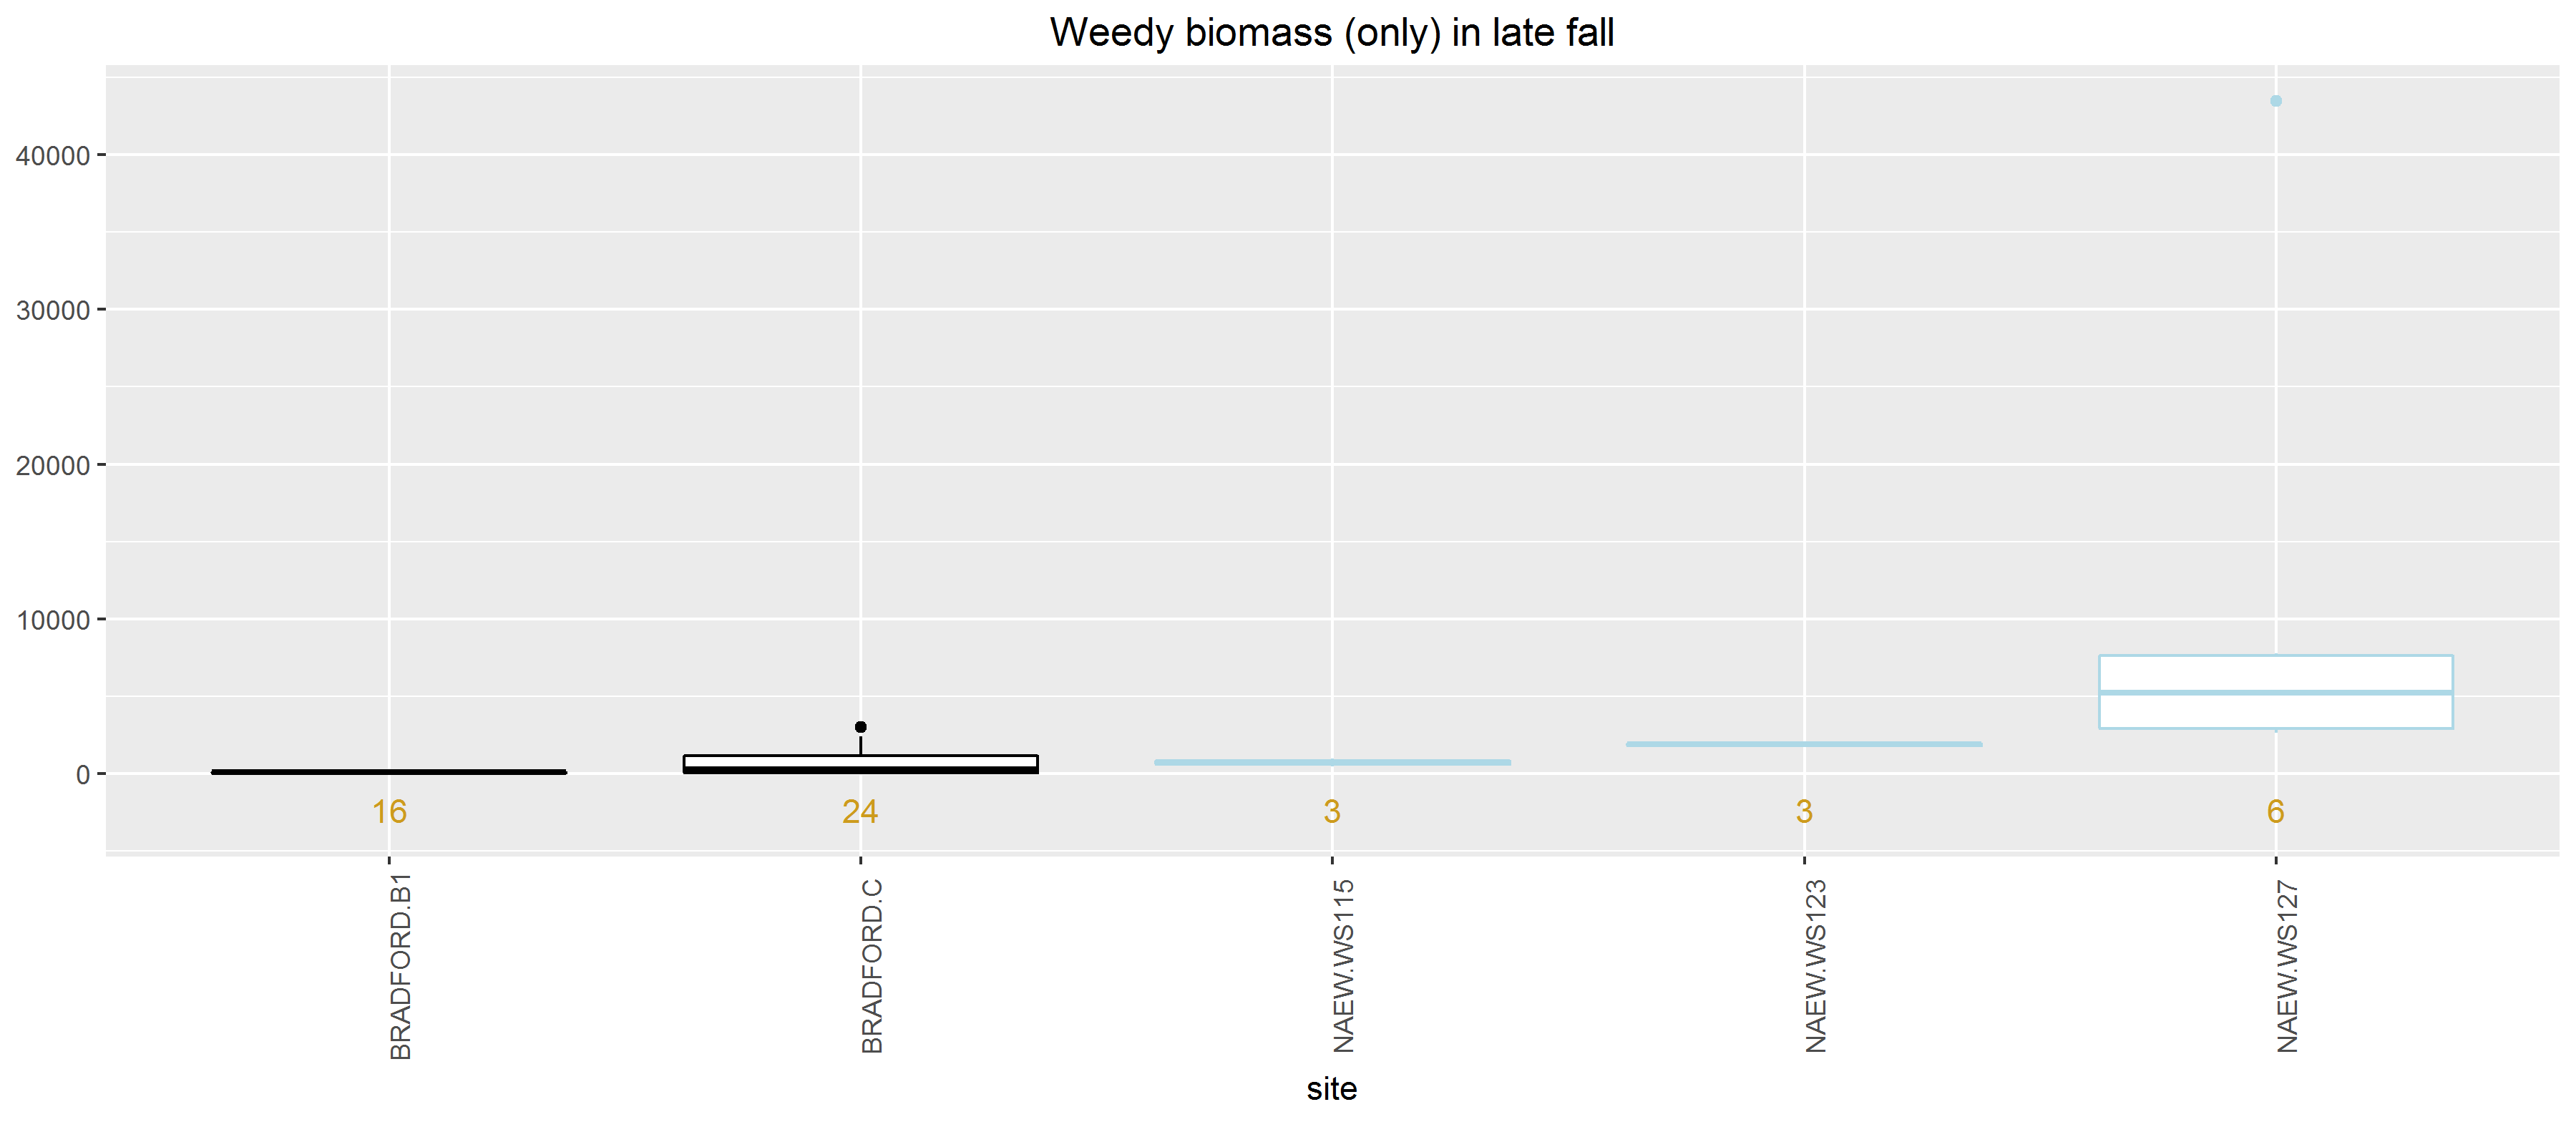 Weedy biomass (only) in late fall
40000
30000
20000
10000
0
16 24 3 3 6
BRADFORD.B1 BRADFORD.C NAEW.WS115 NAEW.WS123 NAEW.WS127
site